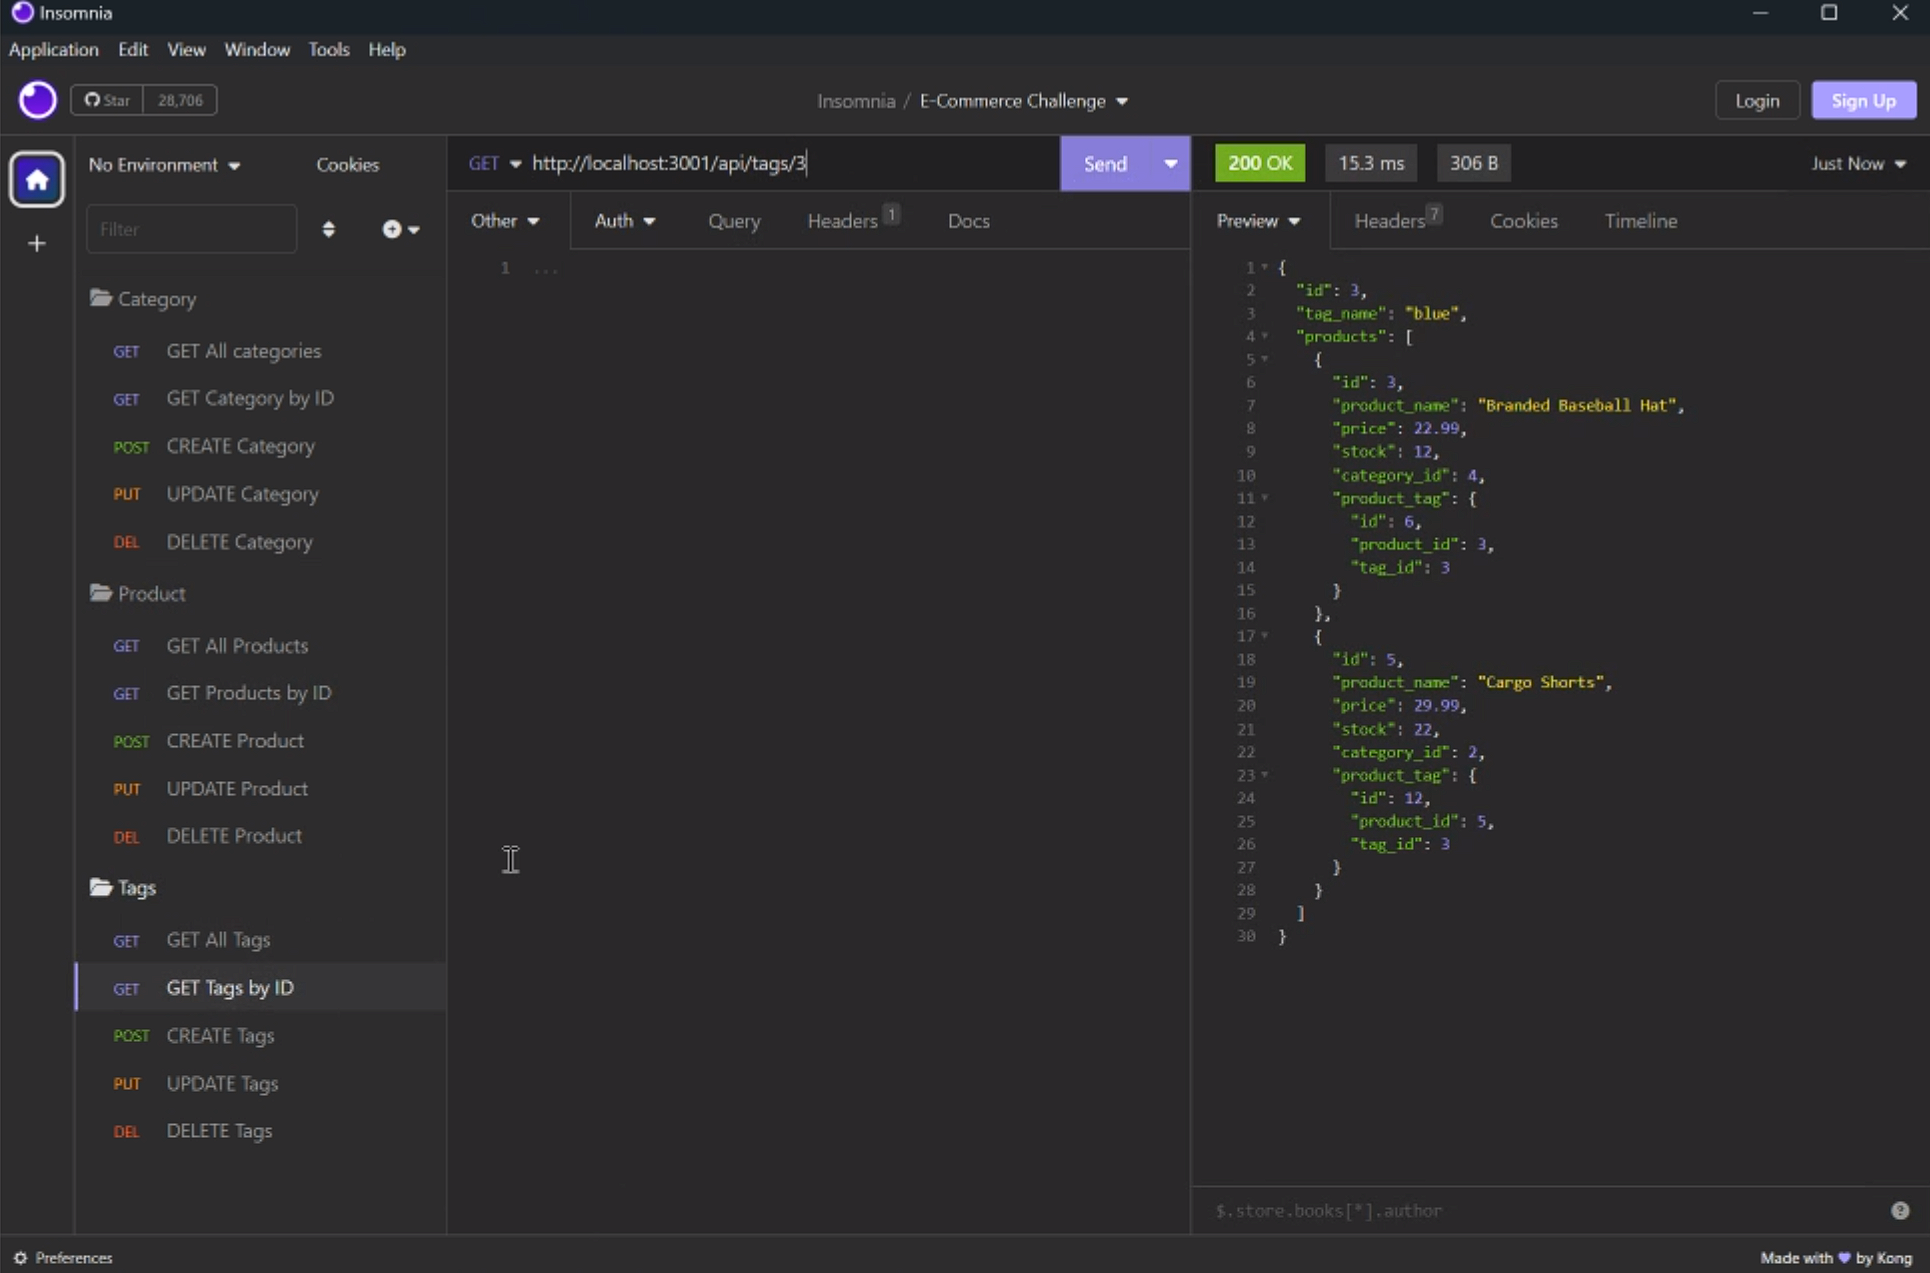 Insomnia
Application Edit View Window Tools Help
Star 28,706
Insomnia / E-Commerce Challenge
Login Sign Up
No Environment Cookies
Filter
Category
GET GET All categories
GET GET Category by ID
POST CREATE Category
PUT UPDATE Category
DEL DELETE Category
Product
GET GET All Products
GET GET Products by ID
POST CREATE Product
PUT UPDATE Product
DEL DELETE Product
Tags
GET GET All Tags
GET GET Tags by ID
POST CREATE Tags
PUT UPDATE Tags
DEL DELETE Tags
GET http://localhost:3001/api/tags/3 Send
Other Auth Query Headers 1 Docs
1 ...
200 OK 15.3 ms 306 B Just Now
Preview Headers 7 Cookies Timeline
1 {
2 "id": 3,
3 "tag_name": "blue",
4 "products": [
5 {
6 "id": 3,
7 "product_name": "Branded Baseball Hat",
8 "price": 22.99,
9 "stock": 12,
10 "category_id": 4,
11 "product_tag": {
12 "id": 6,
13 "product_id": 3,
14 "tag_id": 3
15 }
16 },
17 {
18 "id": 5,
19 "product_name": "Cargo Shorts",
20 "price": 29.99,
21 "stock": 22,
22 "category_id": 2,
23 "product_tag": {
24 "id": 12,
25 "product_id": 5,
26 "tag_id": 3
27 }
28 }
29 ]
30 }
$.store.books[*].author
Preferences
Made with 💜 by Kong